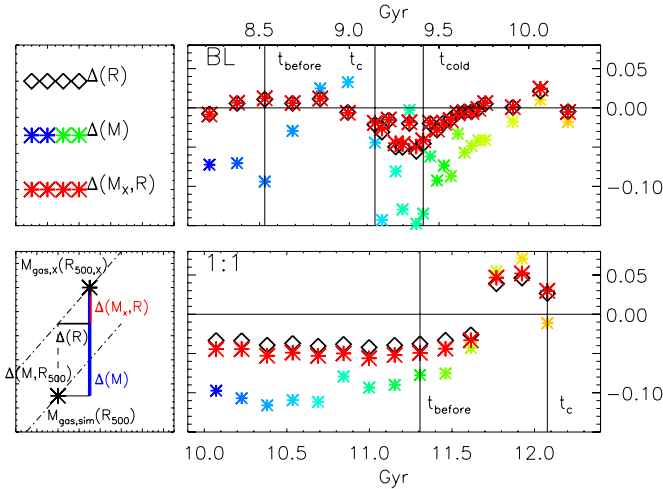 Gyr
8.5 9.0 9.5 10.0
Δ(R)
Δ(M)
Δ(Mx,R)
BL
t_before
t_c
t_cold
0.05
0.00
-0.10
M_gas,x(R_500,x)
Δ(Mx,R)
Δ(R)
Δ(M,R_500)
Δ(M)
M_gas,sim(R_500)
1:1
t_before
t_c
0.05
0.00
-0.10
10.0 10.5 11.0 11.5 12.0
Gyr